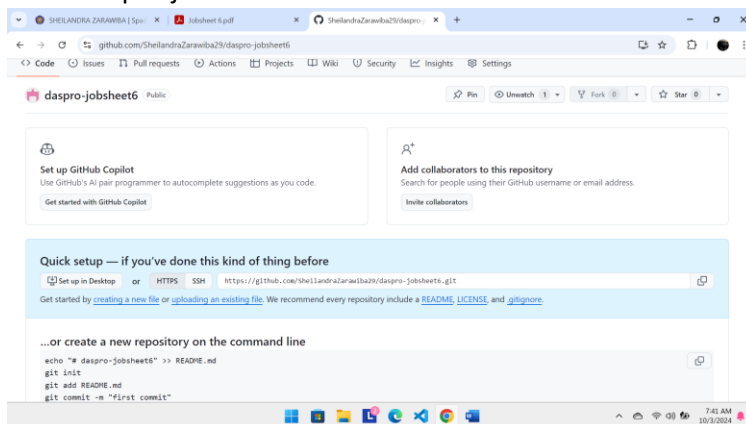 SHEILANDRA ZARAWIBA | Spa
Jobsheet 6.pdf
SheilandraZarawiba29/daspro-j
github.com/SheilandraZarawiba29/daspro-jobsheet6
Code Issues Pull requests Actions Projects Wiki Security Insights Settings
daspro-jobsheet6 Public
Pin Unwatch 1 Fork 0 Star 0
Set up GitHub Copilot
Use GitHub's AI pair programmer to autocomplete suggestions as you code.
Get started with GitHub Copilot
Add collaborators to this repository
Search for people using their GitHub username or email address.
Invite collaborators
Quick setup — if you've done this kind of thing before
Set up in Desktop or HTTPS SSH https://github.com/SheilandraZarawiba29/daspro-jobsheet6.git
Get started by creating a new file or uploading an existing file. We recommend every repository include a README, LICENSE, and .gitignore.
...or create a new repository on the command line
echo "# daspro-jobsheet6" >> README.md
git init
git add README.md
git commit -m "first commit"
7:41 AM
10/3/2024